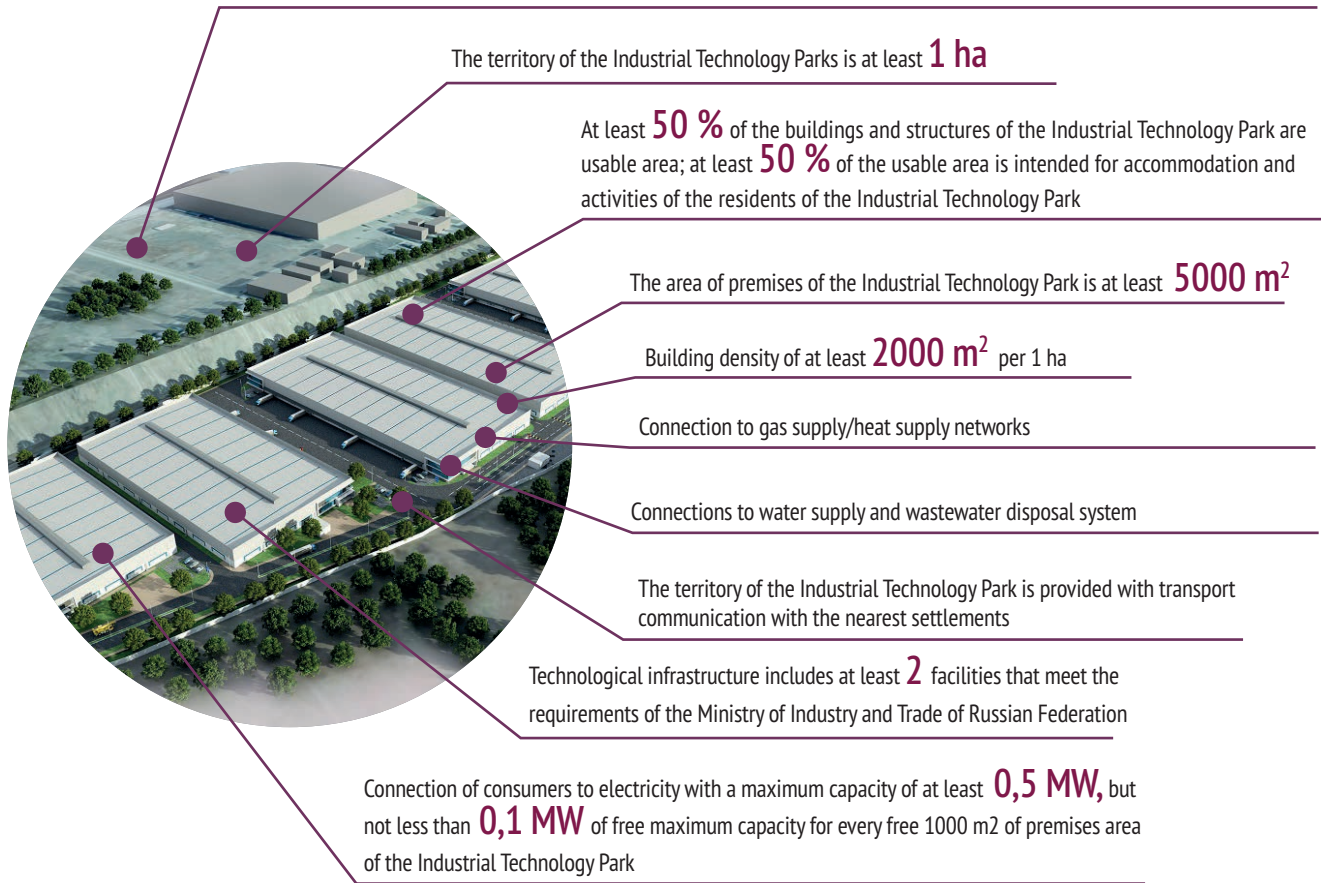 The territory of the Industrial Technology Parks is at least 1 ha
At least 50 % of the buildings and structures of the Industrial Technology Park are
usable area; at least 50 % of the usable area is intended for accommodation and
activities of the residents of the Industrial Technology Park
The area of premises of the Industrial Technology Park is at least 5000 m²
Building density of at least 2000 m² per 1 ha
Connection to gas supply/heat supply networks
Connections to water supply and wastewater disposal system
The territory of the Industrial Technology Park is provided with transport
communication with the nearest settlements
Technological infrastructure includes at least 2 facilities that meet the
requirements of the Ministry of Industry and Trade of Russian Federation
Connection of consumers to electricity with a maximum capacity of at least 0,5 MW, but
not less than 0,1 MW of free maximum capacity for every free 1000 m2 of premises area
of the Industrial Technology Park